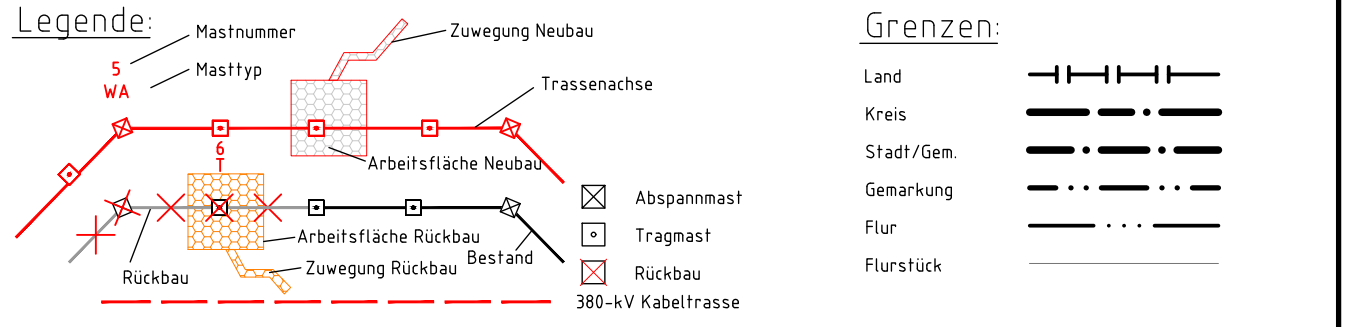 Legende:
Mastnummer
5
Masttyp
WA
Zuwegung Neubau
Trassenachse
Arbeitsfläche Neubau
6
T
Arbeitsfläche Rückbau
Zuwegung Rückbau
Rückbau
Bestand
Abspannmast
Tragmast
Rückbau
380-kV Kabeltrasse
Grenzen:
Land
Kreis
Stadt/Gem.
Gemarkung
Flur
Flurstück